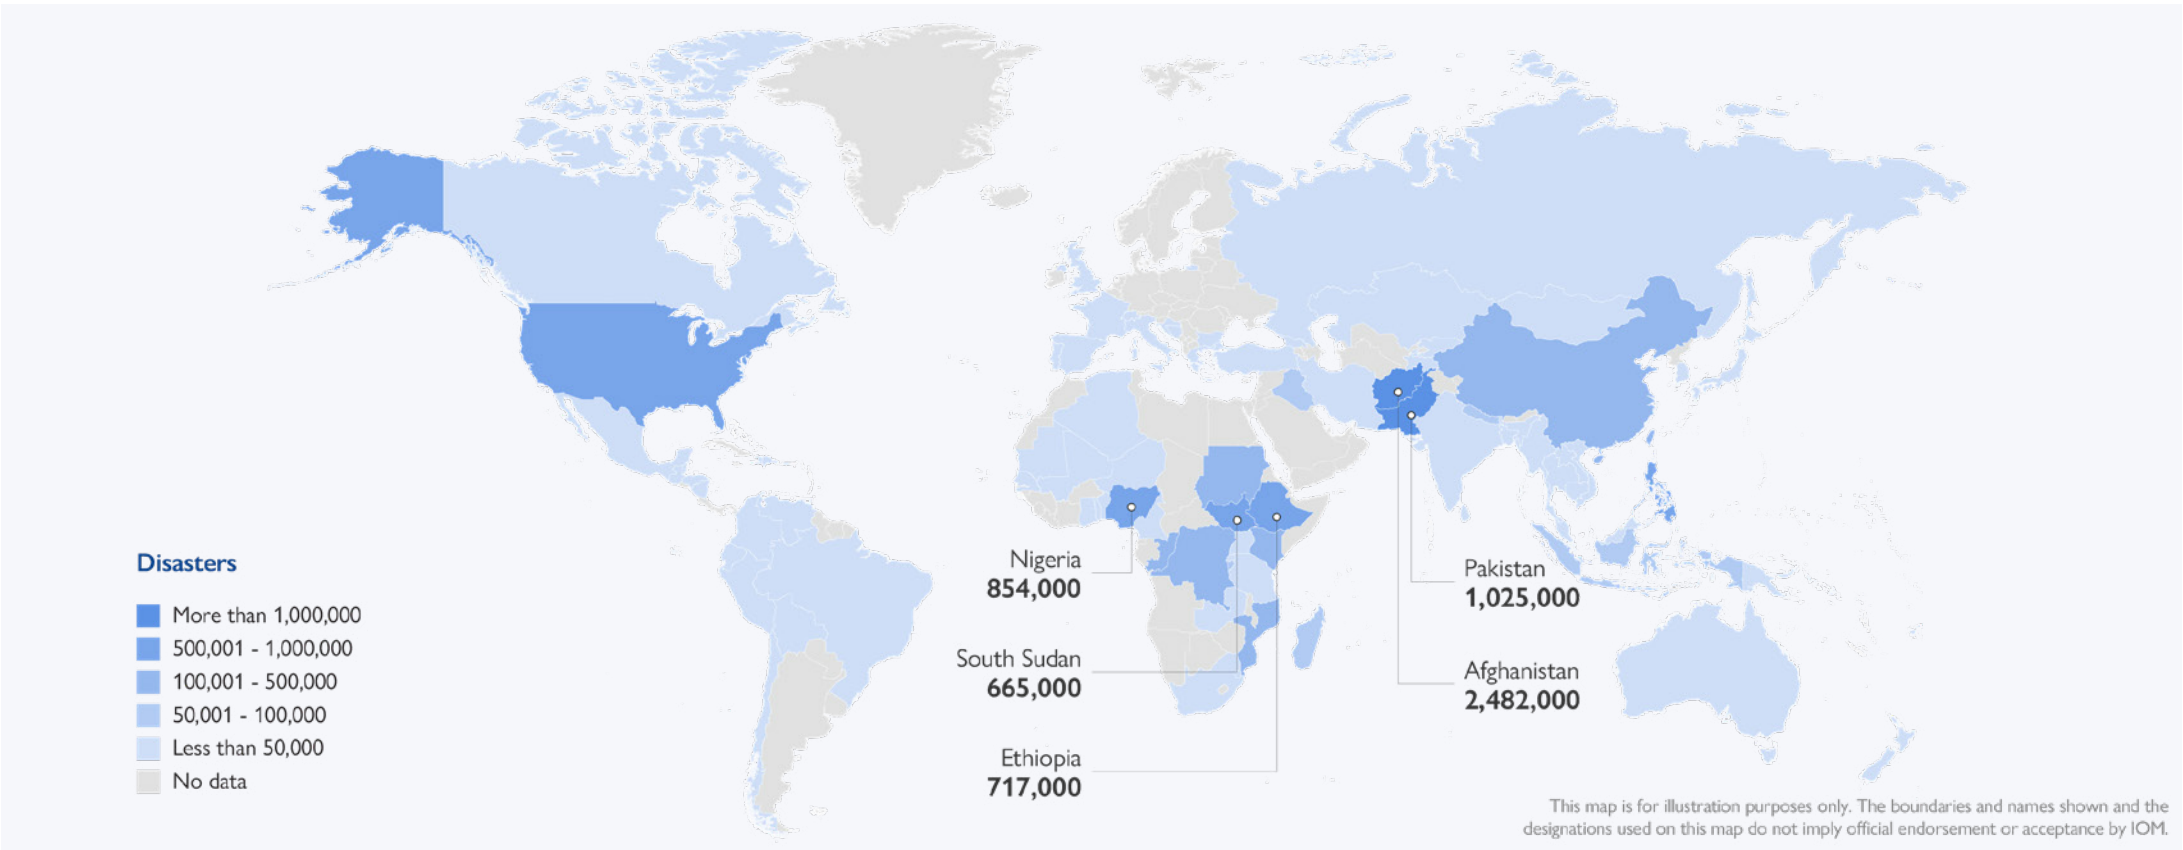 Disasters
More than 1,000,000
500,001 - 1,000,000
100,001 - 500,000
50,001 - 100,000
Less than 50,000
No data
Nigeria
854,000
South Sudan
665,000
Ethiopia
717,000
Pakistan
1,025,000
Afghanistan
2,482,000
This map is for illustration purposes only. The boundaries and names shown and the
designations used on this map do not imply official endorsement or acceptance by IOM.